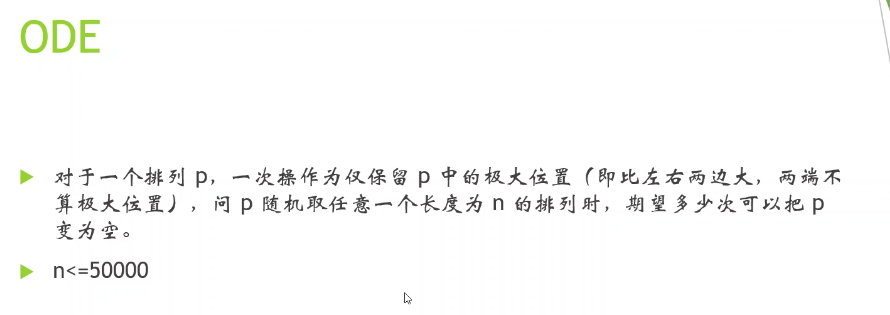 ODE
对于一个排列 p，一次操作为仅保留 p 中的极大位置（即比左右两边大，两端不
算极大位置），问 p 随机取任意一个长度为 n 的排列时，期望多少次可以把 p
变为空。
n<=50000